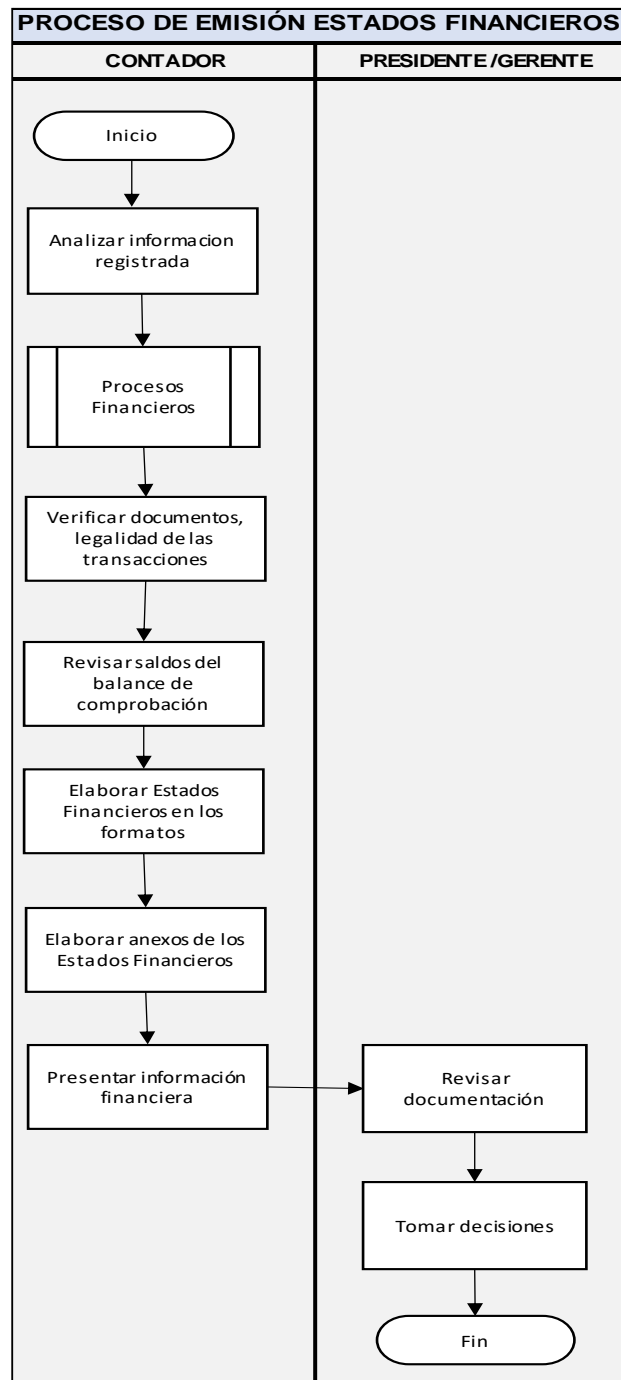 PROCESO DE EMISIÓN ESTADOS FINANCIEROS
CONTADOR
PRESIDENTE /GERENTE
Inicio
Analizar informacion
registrada
Procesos
Financieros
Verificar documentos,
legalidad de las
transacciones
Revisar saldos del
balance de
comprobación
Elaborar Estados
Financieros en los
formatos
Elaborar anexos de los
Estados Financieros
Presentar información
financiera
Revisar
documentación
Tomar decisiones
Fin